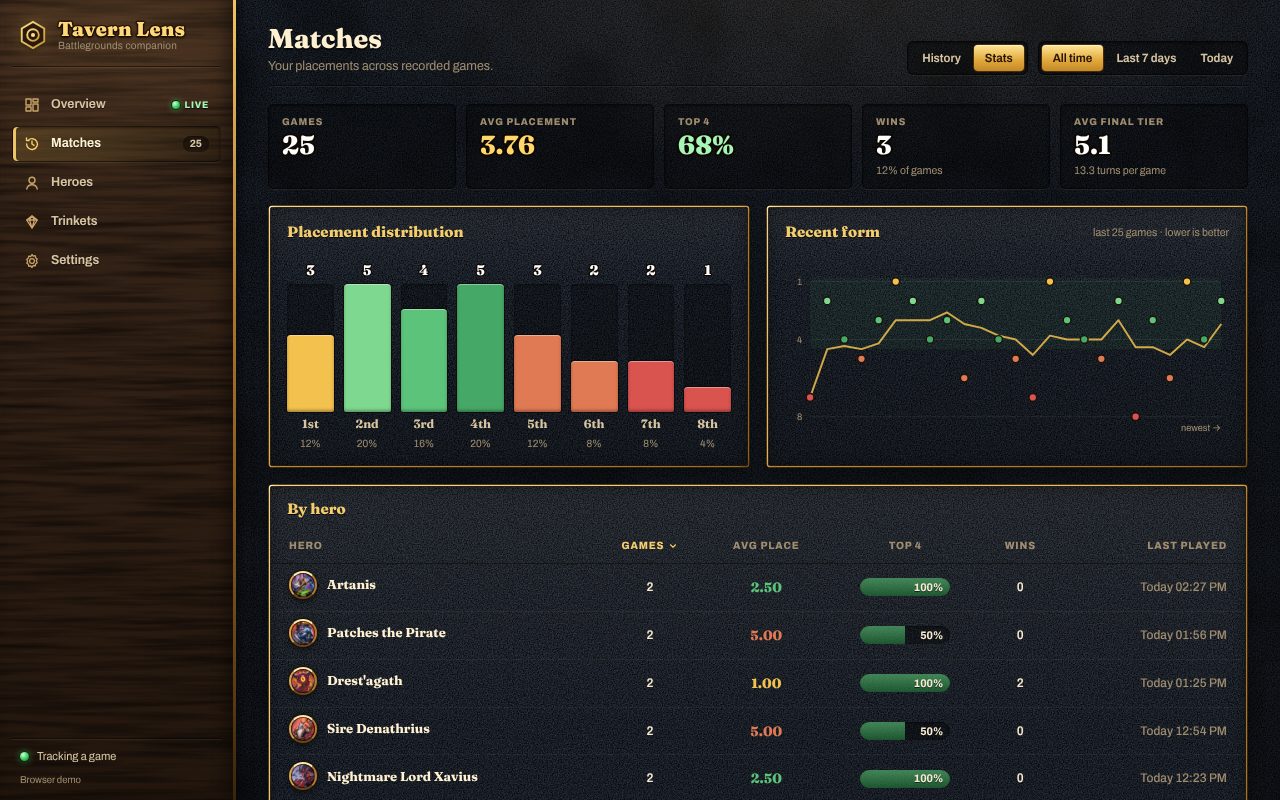 Tavern Lens
Battlegrounds companion
Overview LIVE
Matches 25
Heroes
Trinkets
Settings
Tracking a game
Browser demo
Matches
Your placements across recorded games.
History Stats All time Last 7 days Today
GAMES
25
AVG PLACEMENT
3.76
TOP 4
68%
WINS
3
12% of games
AVG FINAL TIER
5.1
13.3 turns per game
Placement distribution
3 5 4 5 3 2 2 1
1st 2nd 3rd 4th 5th 6th 7th 8th
12% 20% 16% 20% 12% 8% 8% 4%
Recent form last 25 games · lower is better
1
4
8
newest →
By hero
HERO GAMES AVG PLACE TOP 4 WINS LAST PLAYED
Artanis 2 2.50 100% 0 Today 02:27 PM
Patches the Pirate 2 5.00 50% 0 Today 01:56 PM
Drest'agath 2 1.00 100% 2 Today 01:25 PM
Sire Denathrius 2 5.00 50% 0 Today 12:54 PM
Nightmare Lord Xavius 2 2.50 100% 0 Today 12:23 PM